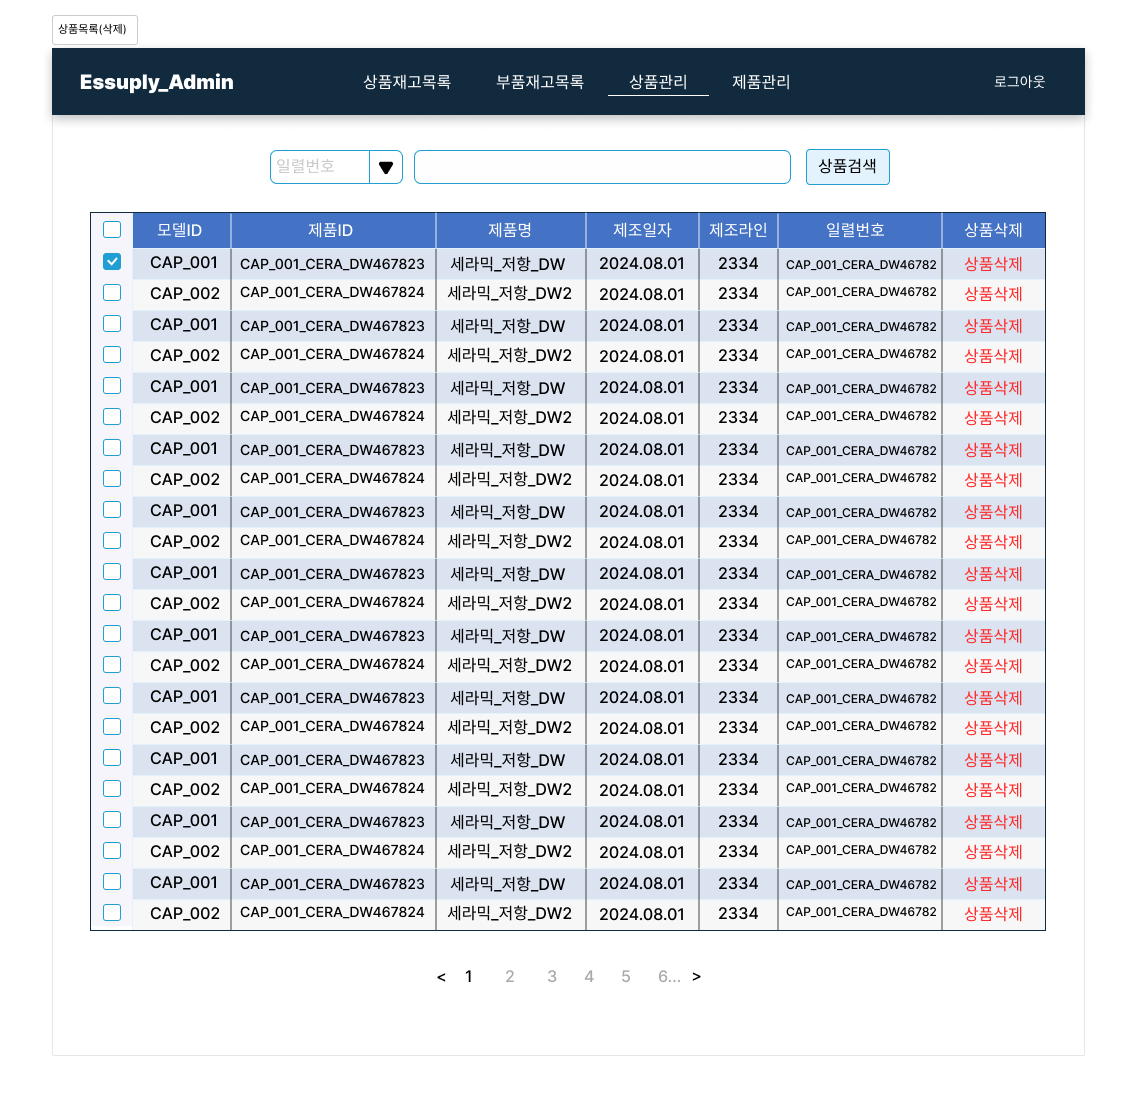 상품목록(삭제)
Essuply_Admin 상품재고목록 부품재고목록 상품관리 제품관리 로그아웃
일렬번호 상품검색
모델ID 제품ID 제품명 제조일자 제조라인 일렬번호 상품삭제
CAP_001 CAP_001_CERA_DW467823 세라믹_저항_DW 2024.08.01 2334 CAP_001_CERA_DW46782 상품삭제
CAP_002 CAP_001_CERA_DW467824 세라믹_저항_DW2 2024.08.01 2334 CAP_001_CERA_DW46782 상품삭제
CAP_001 CAP_001_CERA_DW467823 세라믹_저항_DW 2024.08.01 2334 CAP_001_CERA_DW46782 상품삭제
CAP_002 CAP_001_CERA_DW467824 세라믹_저항_DW2 2024.08.01 2334 CAP_001_CERA_DW46782 상품삭제
CAP_001 CAP_001_CERA_DW467823 세라믹_저항_DW 2024.08.01 2334 CAP_001_CERA_DW46782 상품삭제
CAP_002 CAP_001_CERA_DW467824 세라믹_저항_DW2 2024.08.01 2334 CAP_001_CERA_DW46782 상품삭제
CAP_001 CAP_001_CERA_DW467823 세라믹_저항_DW 2024.08.01 2334 CAP_001_CERA_DW46782 상품삭제
CAP_002 CAP_001_CERA_DW467824 세라믹_저항_DW2 2024.08.01 2334 CAP_001_CERA_DW46782 상품삭제
CAP_001 CAP_001_CERA_DW467823 세라믹_저항_DW 2024.08.01 2334 CAP_001_CERA_DW46782 상품삭제
CAP_002 CAP_001_CERA_DW467824 세라믹_저항_DW2 2024.08.01 2334 CAP_001_CERA_DW46782 상품삭제
CAP_001 CAP_001_CERA_DW467823 세라믹_저항_DW 2024.08.01 2334 CAP_001_CERA_DW46782 상품삭제
CAP_002 CAP_001_CERA_DW467824 세라믹_저항_DW2 2024.08.01 2334 CAP_001_CERA_DW46782 상품삭제
CAP_001 CAP_001_CERA_DW467823 세라믹_저항_DW 2024.08.01 2334 CAP_001_CERA_DW46782 상품삭제
CAP_002 CAP_001_CERA_DW467824 세라믹_저항_DW2 2024.08.01 2334 CAP_001_CERA_DW46782 상품삭제
CAP_001 CAP_001_CERA_DW467823 세라믹_저항_DW 2024.08.01 2334 CAP_001_CERA_DW46782 상품삭제
CAP_002 CAP_001_CERA_DW467824 세라믹_저항_DW2 2024.08.01 2334 CAP_001_CERA_DW46782 상품삭제
CAP_001 CAP_001_CERA_DW467823 세라믹_저항_DW 2024.08.01 2334 CAP_001_CERA_DW46782 상품삭제
CAP_002 CAP_001_CERA_DW467824 세라믹_저항_DW2 2024.08.01 2334 CAP_001_CERA_DW46782 상품삭제
CAP_001 CAP_001_CERA_DW467823 세라믹_저항_DW 2024.08.01 2334 CAP_001_CERA_DW46782 상품삭제
CAP_002 CAP_001_CERA_DW467824 세라믹_저항_DW2 2024.08.01 2334 CAP_001_CERA_DW46782 상품삭제
CAP_001 CAP_001_CERA_DW467823 세라믹_저항_DW 2024.08.01 2334 CAP_001_CERA_DW46782 상품삭제
CAP_002 CAP_001_CERA_DW467824 세라믹_저항_DW2 2024.08.01 2334 CAP_001_CERA_DW46782 상품삭제
< 1 2 3 4 5 6... >